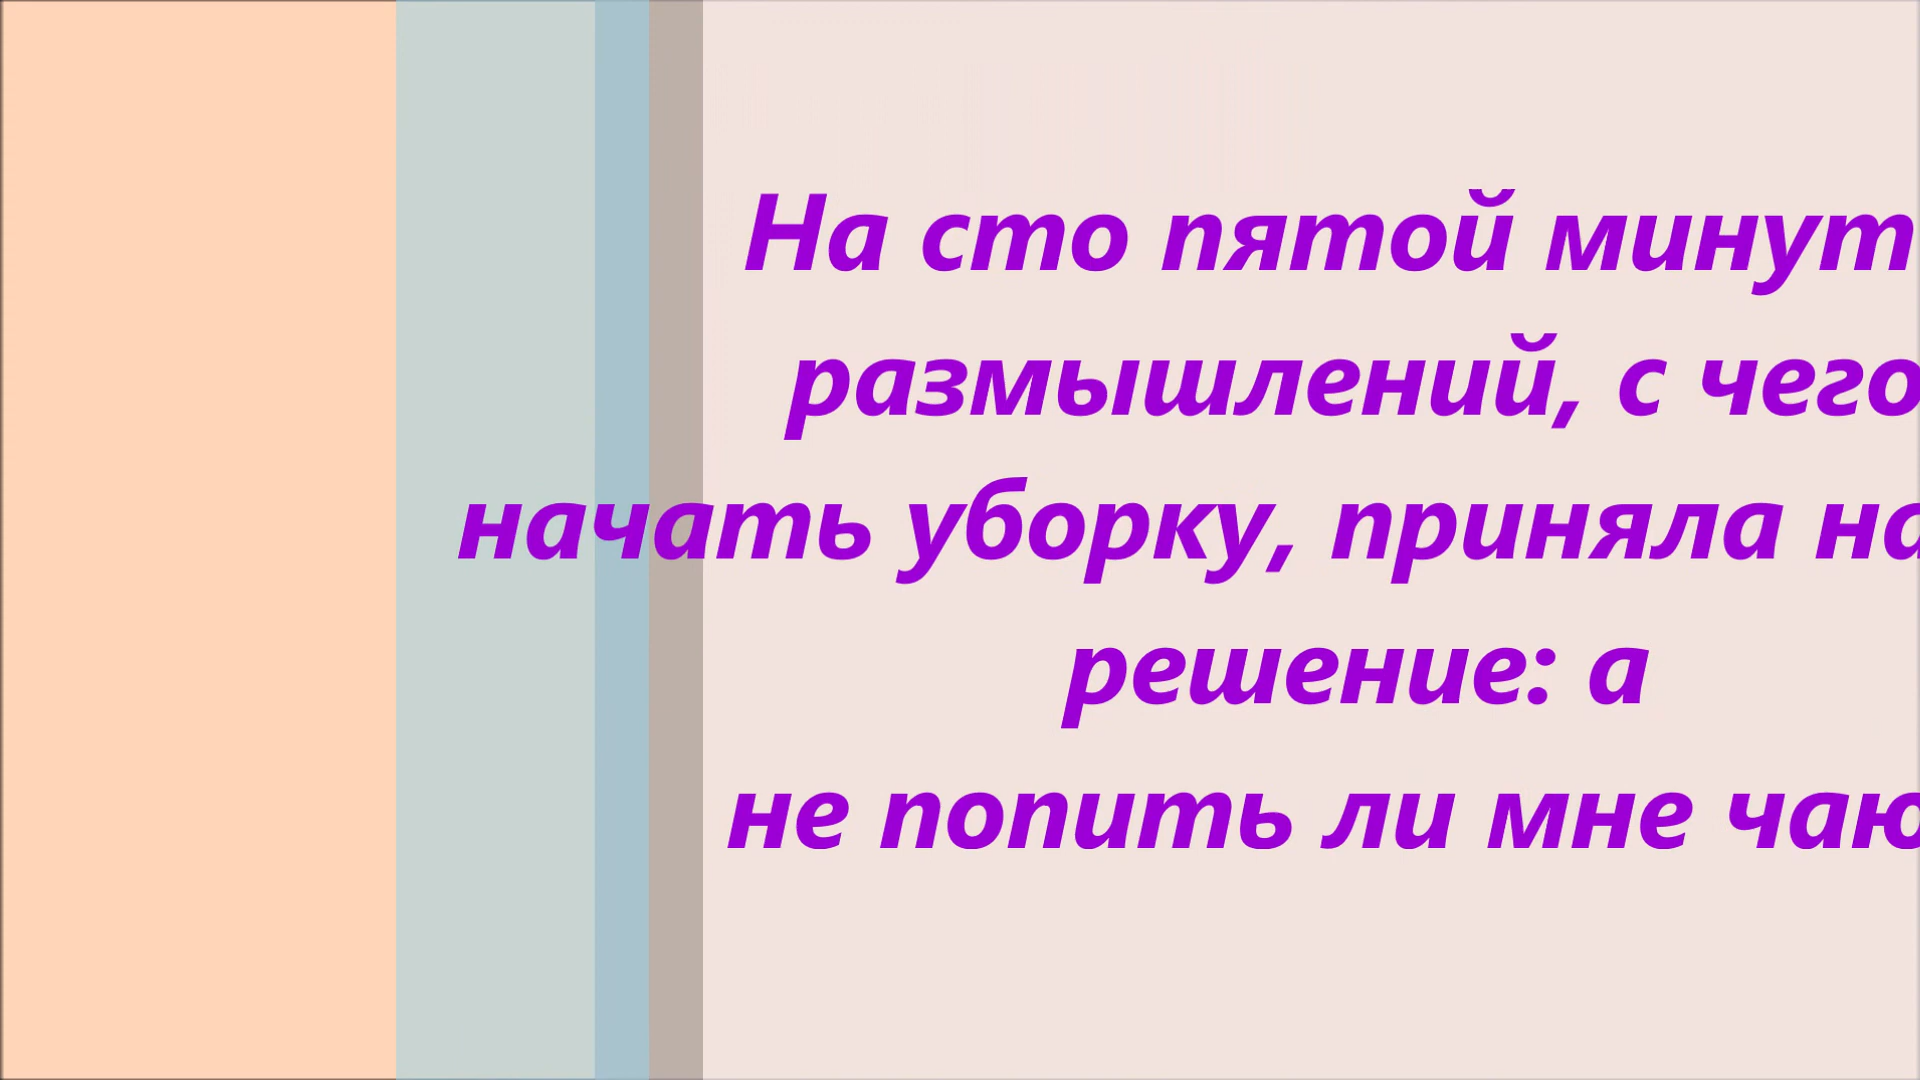 На сто пятой минут
размышлений, с чего
начать уборку, приняла на
решение: а
не попить ли мне чаю